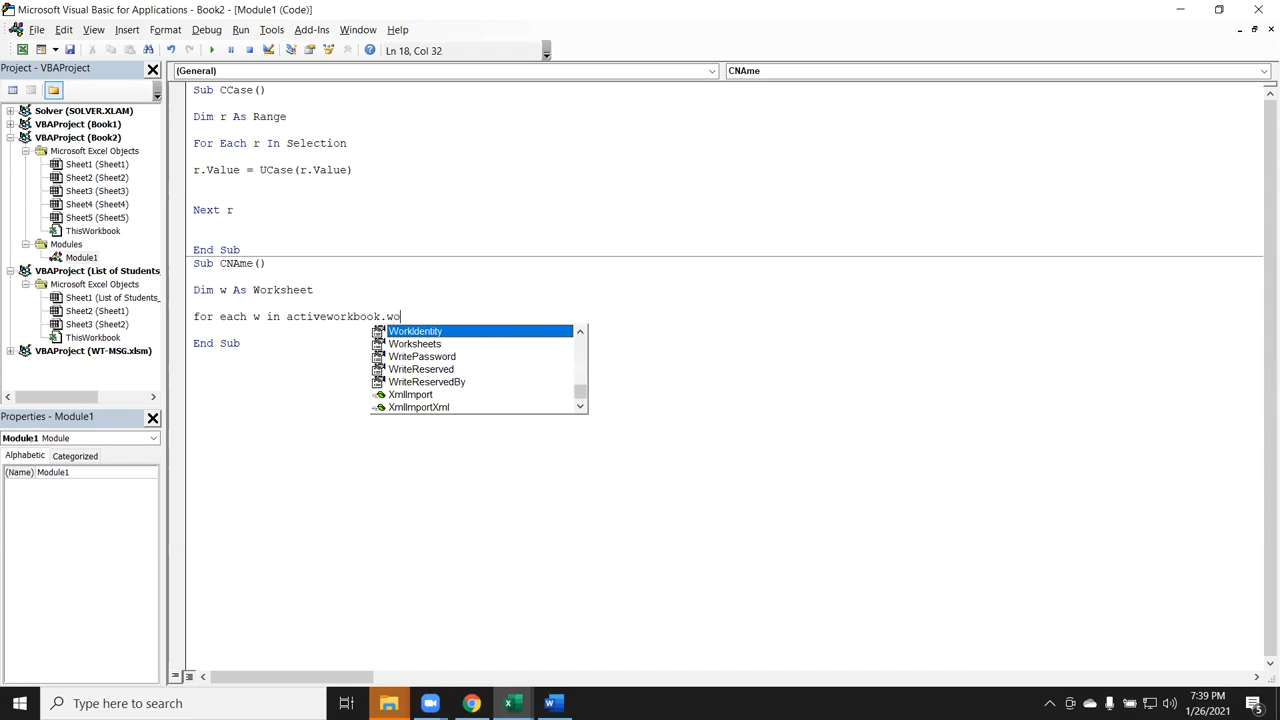 Microsoft Visual Basic for Applications - Book2 - [Module1 (Code)]
File Edit View Insert Format Debug Run Tools Add-Ins Window Help
Ln 18, Col 32
Project - VBAProject
(General)
CNAme
Solver (SOLVER.XLAM)
VBAProject (Book1)
VBAProject (Book2)
Microsoft Excel Objects
Sheet1 (Sheet1)
Sheet2 (Sheet2)
Sheet3 (Sheet3)
Sheet4 (Sheet4)
Sheet5 (Sheet5)
ThisWorkbook
Modules
Module1
VBAProject (List of Students_
Microsoft Excel Objects
Sheet1 (List of Students_
Sheet2 (Sheet1)
Sheet3 (Sheet2)
ThisWorkbook
VBAProject (WT-MSG.xlsm)
Properties - Module1
Module1 Module
Alphabetic Categorized
(Name) Module1
Sub CCase()
Dim r As Range
For Each r In Selection
r.Value = UCase(r.Value)
Next r
End Sub
Sub CNAme()
Dim w As Worksheet
for each w in activeworkbook.wo
WorkIdentity
Worksheets
WritePassword
WriteReserved
WriteReservedBy
XmlImport
XmlImportXml
End Sub
Type here to search
7:39 PM
1/26/2021
5